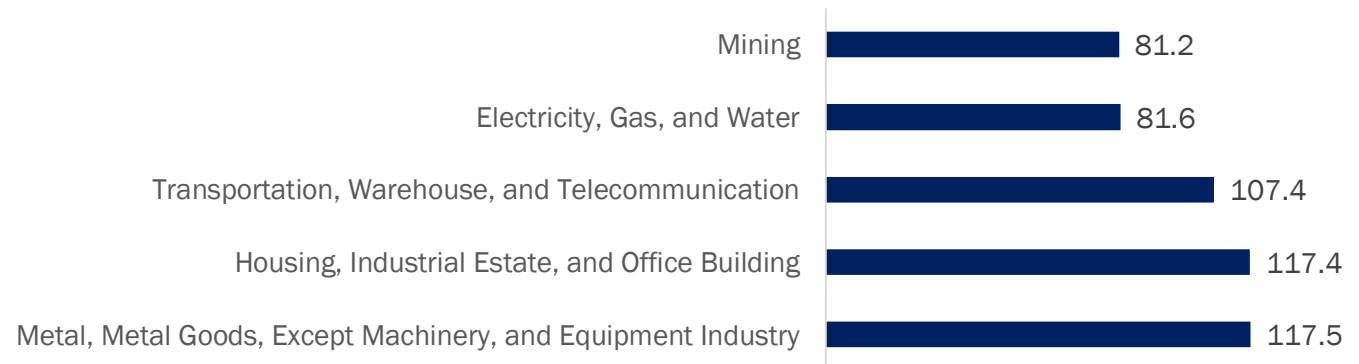 Mining 81.2
Electricity, Gas, and Water 81.6
Transportation, Warehouse, and Telecommunication 107.4
Housing, Industrial Estate, and Office Building 117.4
Metal, Metal Goods, Except Machinery, and Equipment Industry 117.5